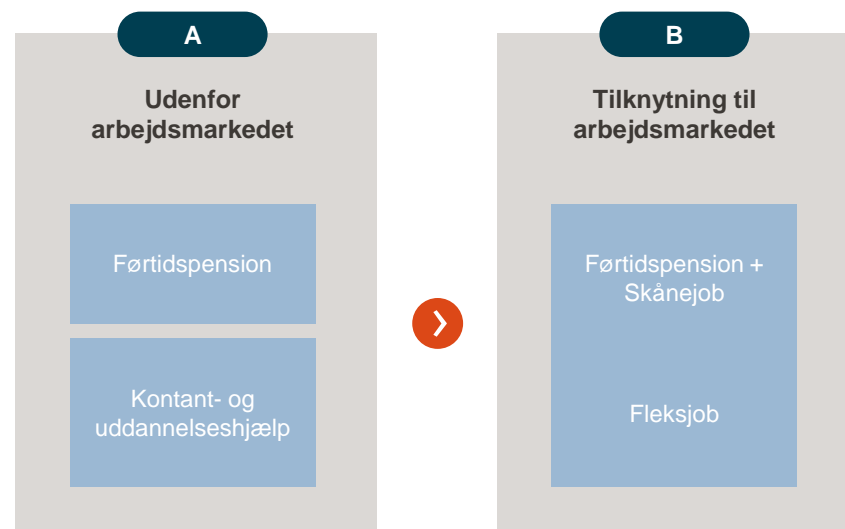 A
Udenfor
arbejdsmarkedet
Førtidspension
Kontant- og
uddannelseshjælp
B
Tilknytning til
arbejdsmarkedet
Førtidspension +
Skånejob
Fleksjob